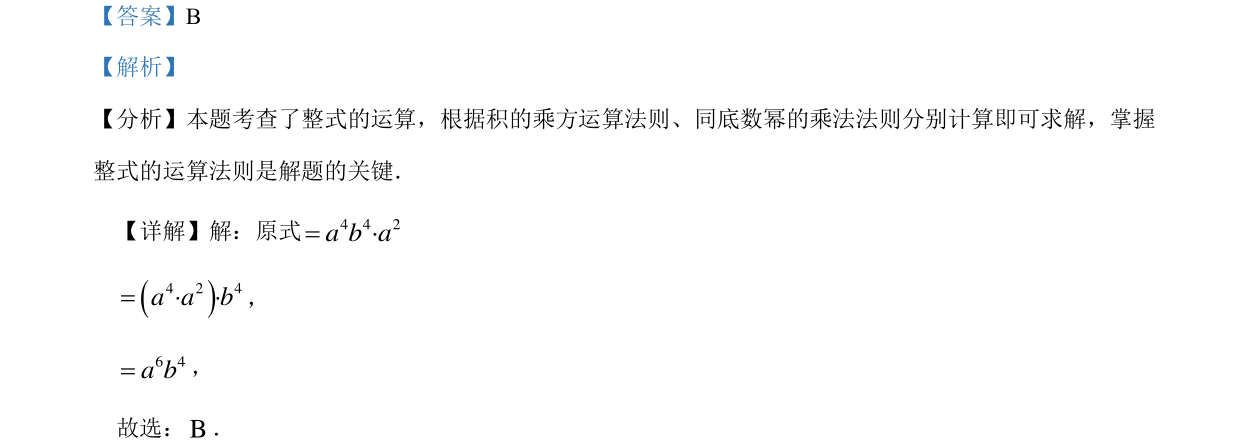 【答案】B
【解析】
【分析】本题考查了整式的运算，根据积的乘方运算法则、同底数幂的乘法法则分别计算即可求解，掌握
整式的运算法则是解题的关键．
【详解】解：原式=a⁴b⁴·a²
=(a⁴·a²)·b⁴，
=a⁶b⁴，
故选：B．